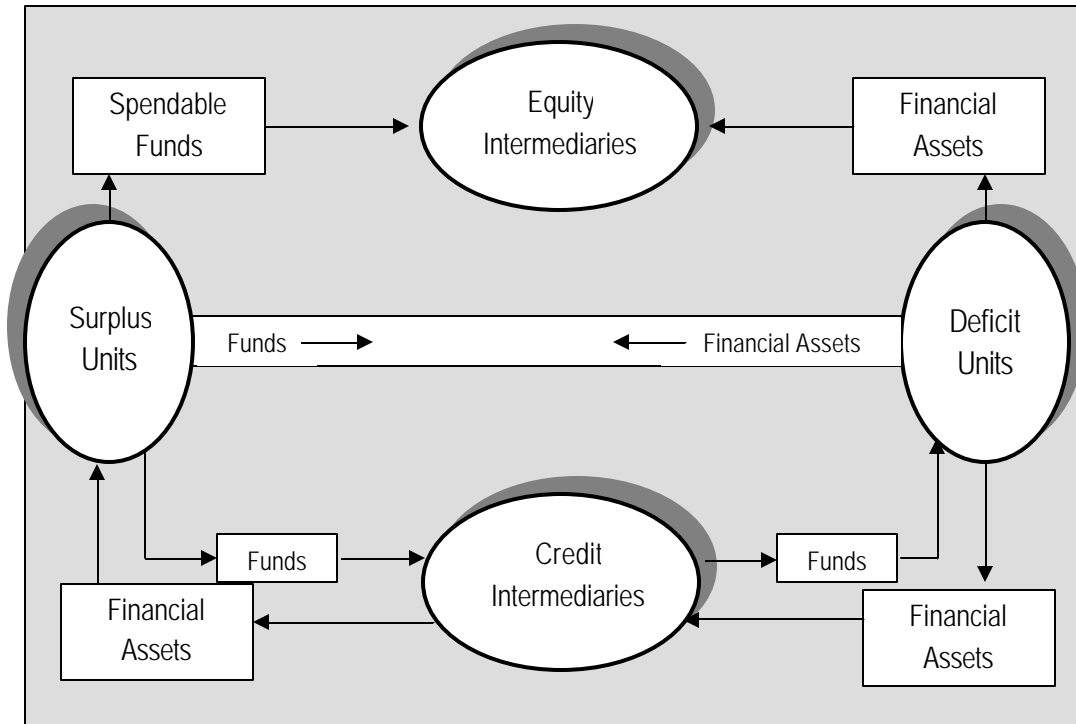 Spendable
Funds
Equity
Intermediaries
Financial
Assets
Surplus
Units
Funds
Financial Assets
Deficit
Units
Funds
Credit
Intermediaries
Funds
Financial
Assets
Financial
Assets